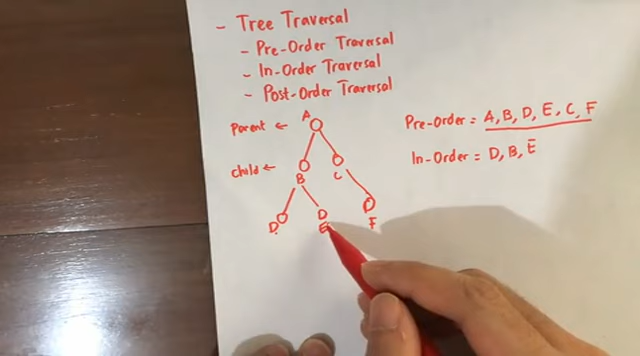 - Tree Traversal
- Pre-Order Traversal
- In-Order Traversal
- Post-Order Traversal
A
Parent ←
Pre-Order = A, B, D, E, C, F
In-Order = D, B, E
child ←
B
C
D
E
F